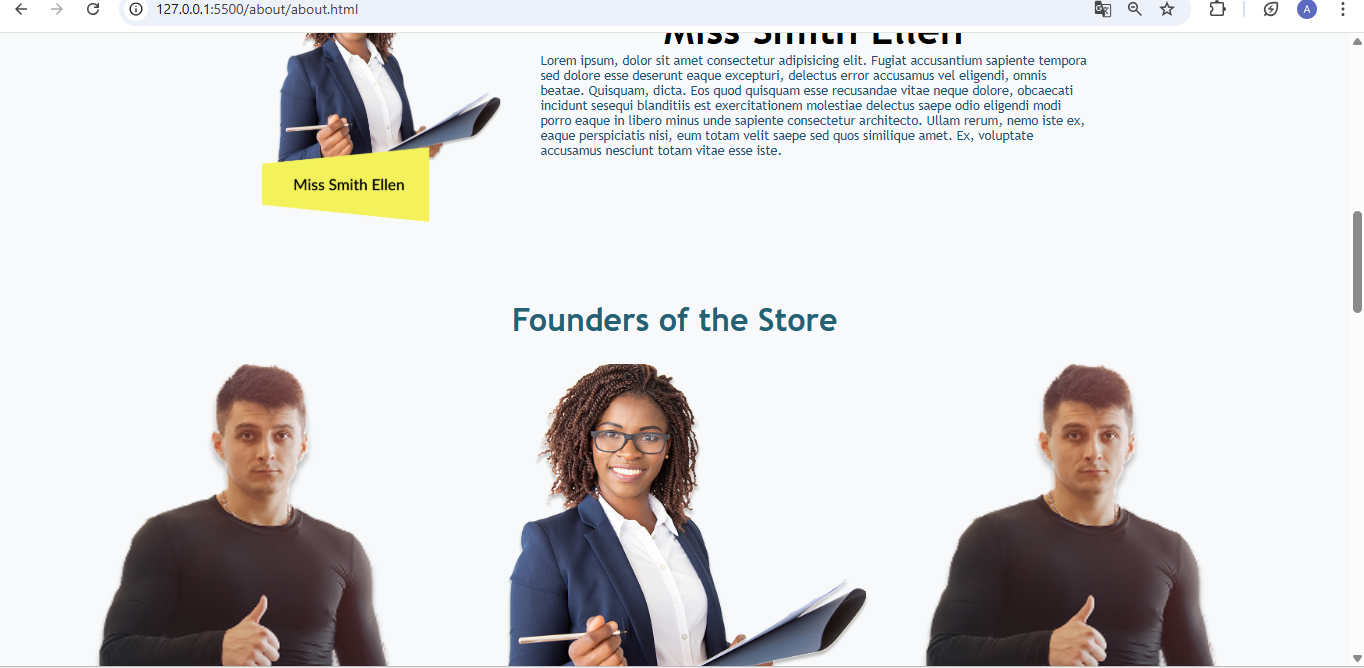 127.0.0.1:5500/about/about.html
A
Miss Smith Ellen
Lorem ipsum, dolor sit amet consectetur adipisicing elit. Fugiat accusantium sapiente tempora
sed dolore esse deserunt eaque excepturi, delectus error accusamus vel eligendi, omnis
beatae. Quisquam, dicta. Eos quod quisquam esse recusandae vitae neque dolore, obcaecati
incidunt sesequi blanditiis est exercitationem molestiae delectus saepe odio eligendi modi
porro eaque in libero minus unde sapiente consectetur architecto. Ullam rerum, nemo iste ex,
eaque perspiciatis nisi, eum totam velit saepe sed quos similique amet. Ex, voluptate
accusamus nesciunt totam vitae esse iste.
Miss Smith Ellen
Founders of the Store